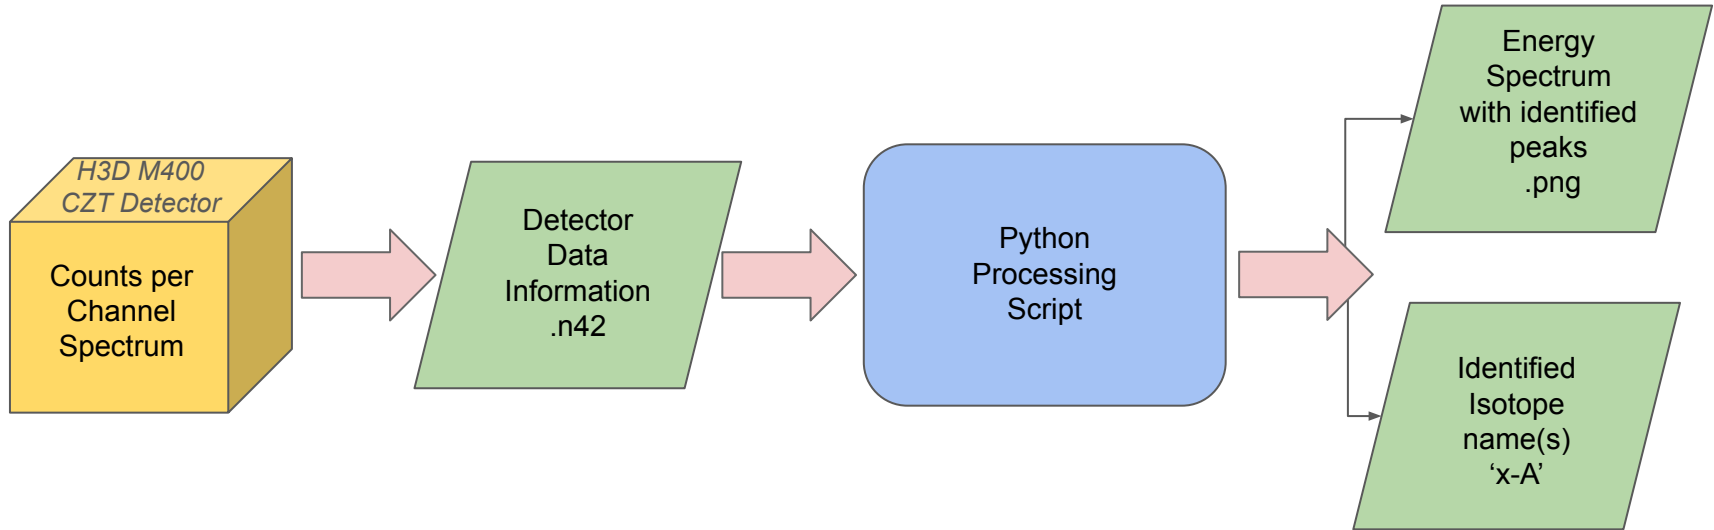 H3D M400
CZT Detector
Counts per
Channel
Spectrum
Detector
Data
Information
.n42
Python
Processing
Script
Energy
Spectrum
with identified
peaks
.png
Identified
Isotope
name(s)
‘x-A’